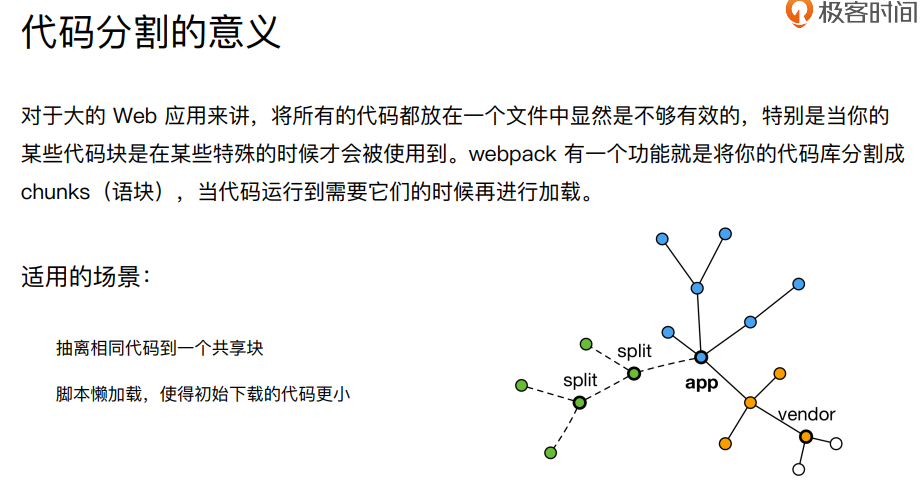 代码分割的意义
极客时间
对于大的 Web 应用来讲，将所有的代码都放在一个文件中显然是不够有效的，特别是当你的
某些代码块是在某些特殊的时候才会被使用到。webpack 有一个功能就是将你的代码库分割成
chunks（语块），当代码运行到需要它们的时候再进行加载。
适用的场景：
抽离相同代码到一个共享块
脚本懒加载，使得初始下载的代码更小
split
split
app
vendor